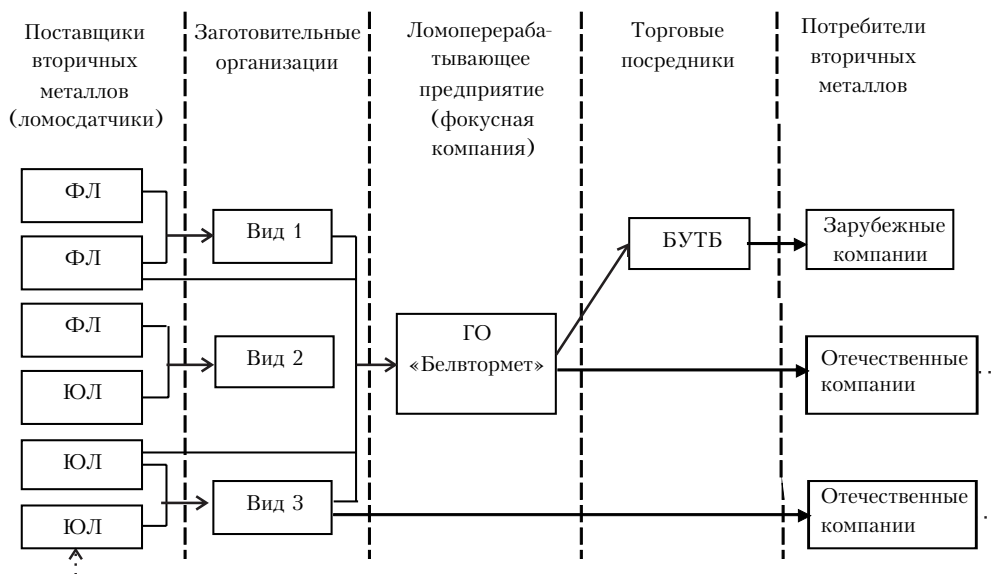 Поставщики
вторичных
металлов
(ломосдатчики)
Заготовительные
организации
Ломоперераба-
тывающее
предприятие
(фокусная
компания)
Торговые
посредники
Потребители
вторичных
металлов
ФЛ
ФЛ
ФЛ
ЮЛ
ЮЛ
ЮЛ
Вид 1
Вид 2
Вид 3
ГО
«Белвтормет»
БУТБ
Зарубежные
компании
Отечественные
компании
Отечественные
компании